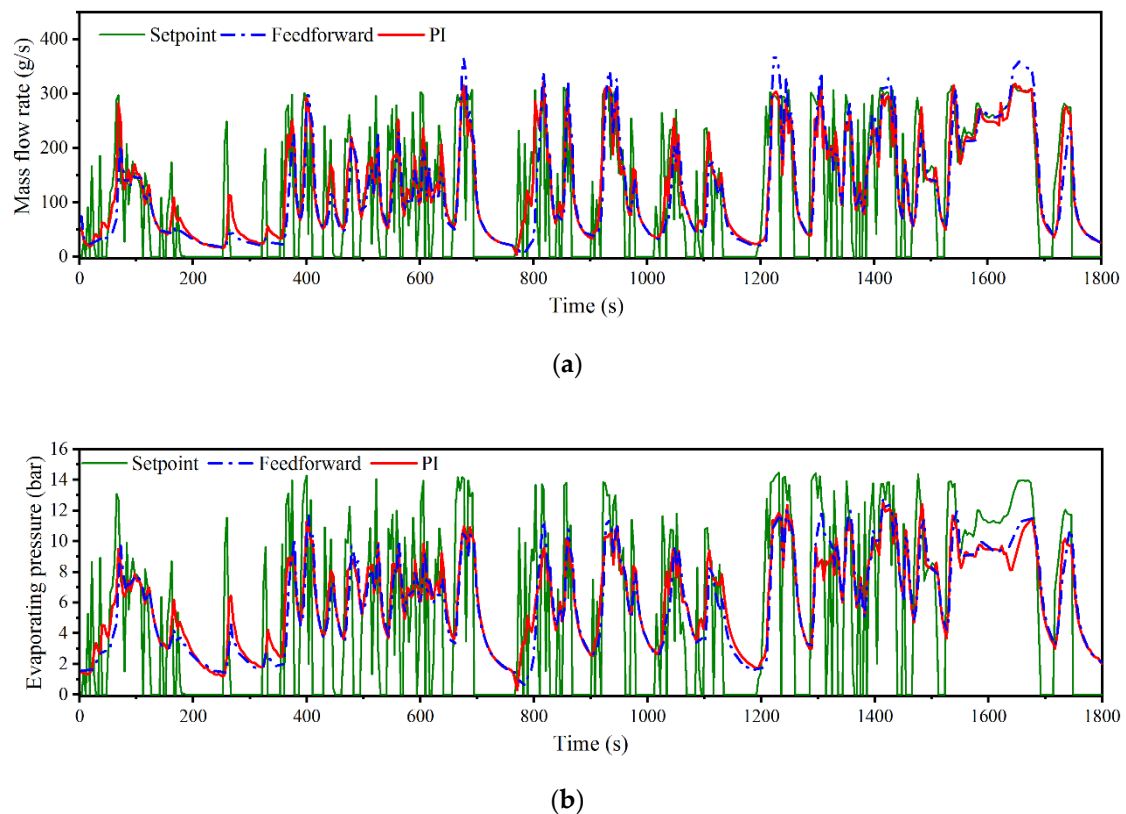 Setpoint Feedforward PI
Mass flow rate (g/s)
400
300
200
100
0
0 200 400 600 800 1000 1200 1400 1600 1800
Time (s)
(a)
Setpoint Feedforward PI
Evaporating pressure (bar)
16
14
12
10
8
6
4
2
0
0 200 400 600 800 1000 1200 1400 1600 1800
Time (s)
(b)